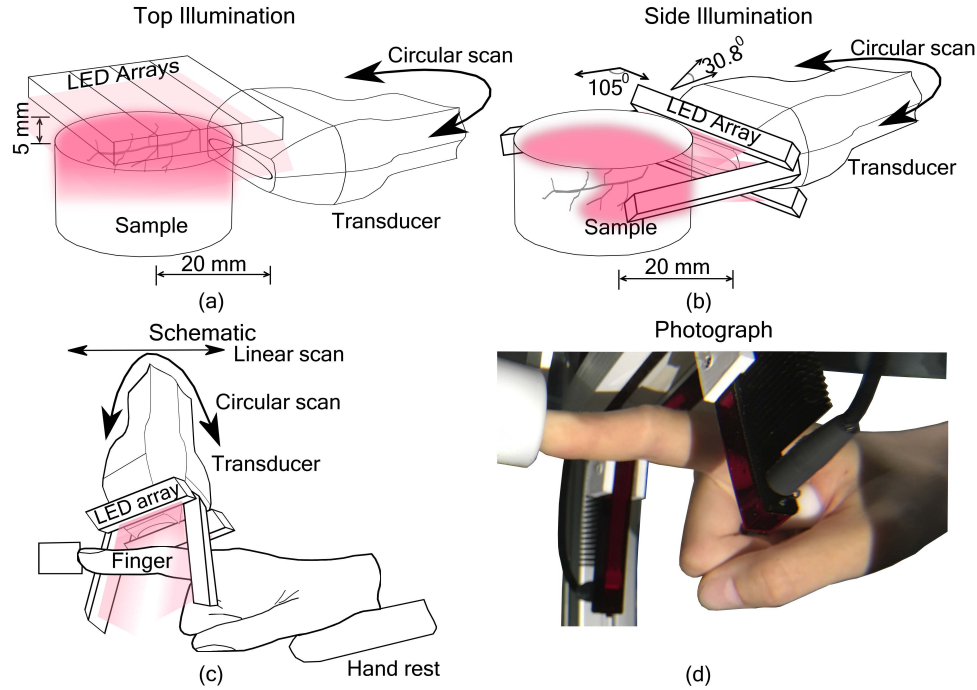 Top Illumination
LED Arrays
Circular scan
5 mm
Sample
Transducer
20 mm
(a)
Side Illumination
105⁰
30.8⁰
Circular scan
LED Array
Transducer
Sample
20 mm
(b)
Schematic
Linear scan
Circular scan
Transducer
LED array
Finger
Hand rest
(c)
Photograph
(d)